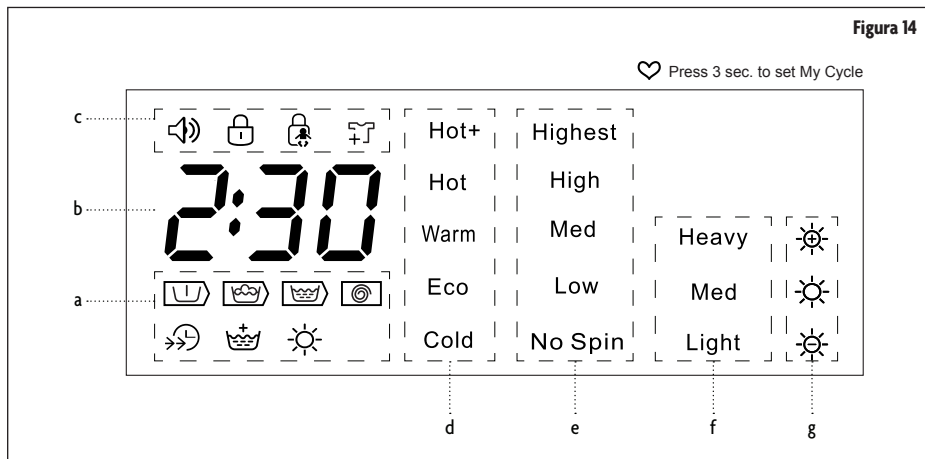 Figura 14
Press 3 sec. to set My Cycle
c
b
a
2:30
Hot+
Hot
Warm
Eco
Cold
Highest
High
Med
Low
No Spin
Heavy
Med
Light
d
e
f
g